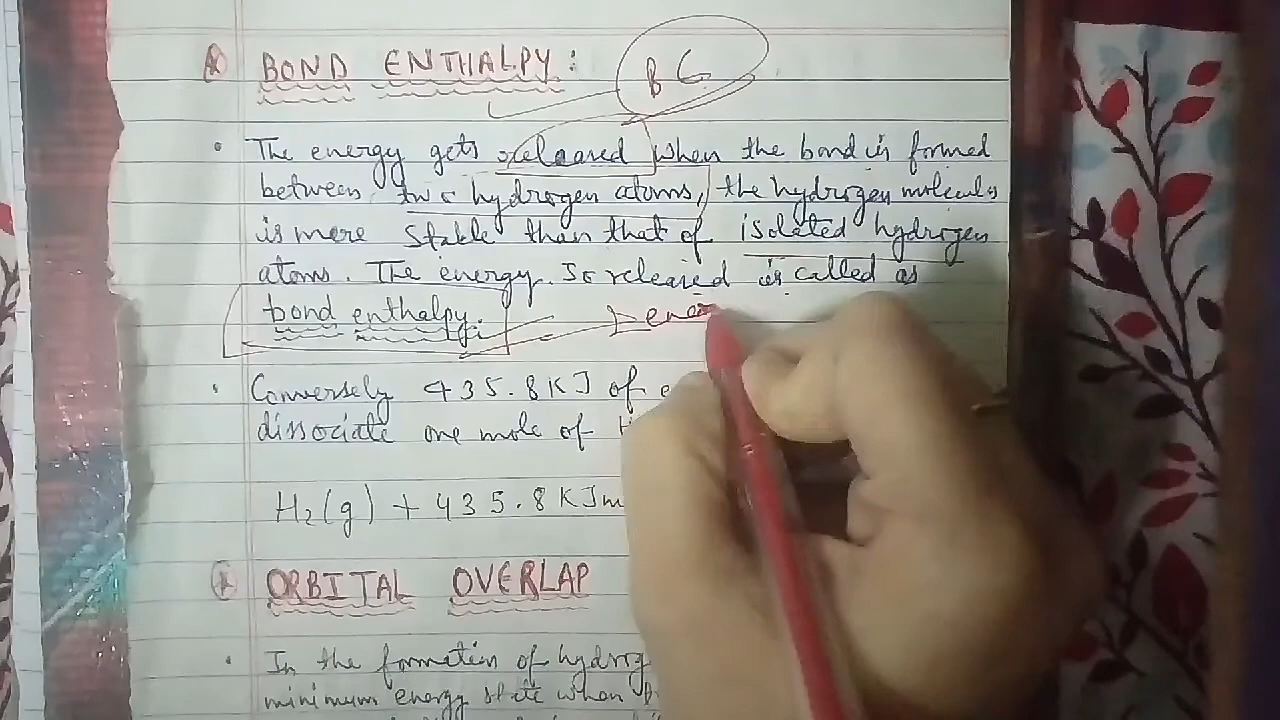 BOND ENTHALPY :
B C
• The energy gets released when the bond is formed
between two hydrogen atoms, the hydrogen molecule
is more stable than that of isolated hydrogen
atoms. The energy so released is called as
bond enthalpy.
ene
• Conversely 435.8 KJ of e
dissociate one mole of H
H₂(g) + 435.8 KJm
ORBITAL OVERLAP
• In the formation of hydrog
minimum energy state when